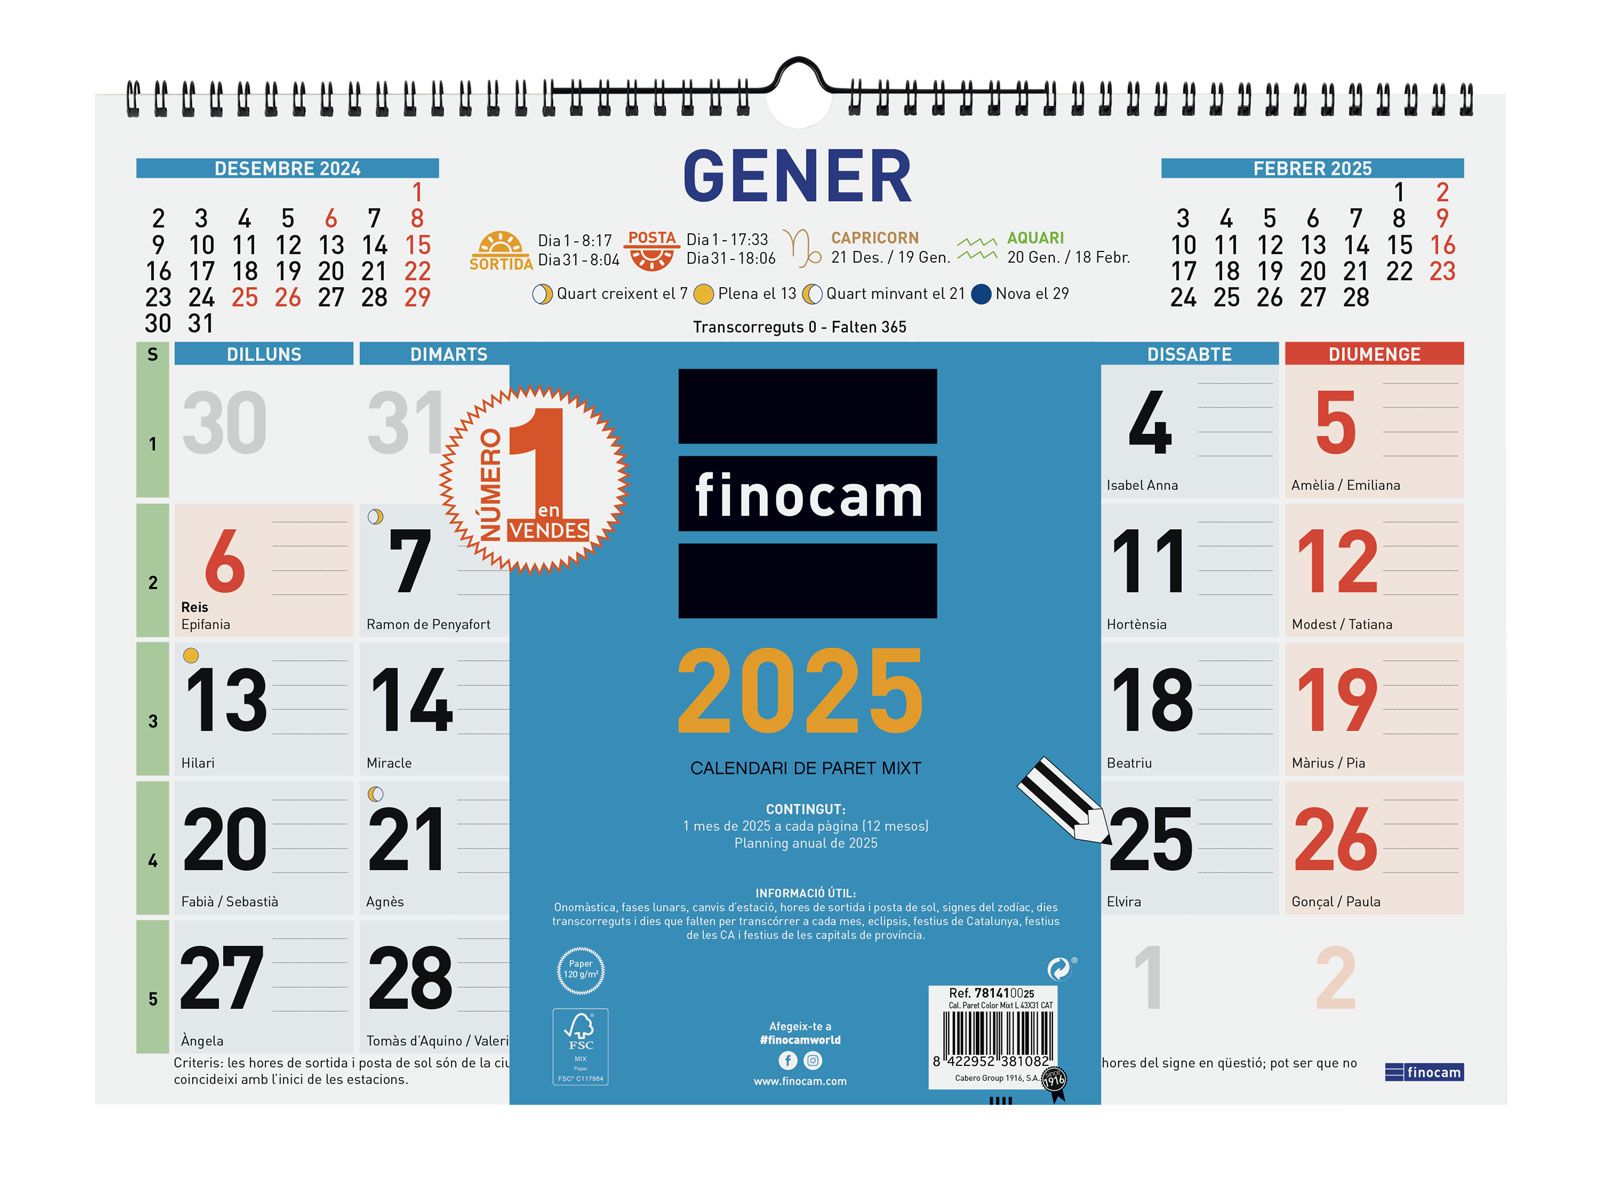 GENER
DESEMBRE 2024
1
2 3 4 5 6 7 8
9 10 11 12 13 14 15
16 17 18 19 20 21 22
23 24 25 26 27 28 29
30 31
SORTIDA
Dia 1 - 8:17
Dia 31 - 8:04
POSTA
Dia 1 - 17:33
Dia 31 - 18:06
CAPRICORN
21 Des. / 19 Gen.
AQUARI
20 Gen. / 18 Febr.
Quart creixent el 7 Plena el 13 Quart minvant el 21 Nova el 29
Transcorreguts 0 - Falten 365
FEBRER 2025
1 2
3 4 5 6 7 8 9
10 11 12 13 14 15 16
17 18 19 20 21 22 23
24 25 26 27 28
S DILLUNS DIMARTS DISSABTE DIUMENGE
1 30 31 4 5
Isabel Anna Amèlia / Emiliana
2 6 7 11 12
Reis
Epifania Ramon de Penyafort Hortènsia Modest / Tatiana
3 13 14 18 19
Hilari Miracle Beatriu Màrius / Pia
4 20 21 25 26
Fabià / Sebastià Agnès Elvira Gonçal / Paula
5 27 28 1 2
Àngela Tomàs d'Aquino / Valeri
Criteris: les hores de sortida i posta de sol són de la ciu
hores del signe en qüestió; pot ser que no
coincideixi amb l'inici de les estacions.
finocam
NÚMERO
1
en
VENDES
finocam
2025
CALENDARI DE PARET MIXT
CONTINGUT:
1 mes de 2025 a cada pàgina (12 mesos)
Planning anual de 2025
INFORMACIÓ ÚTIL:
Onomàstica, fases lunars, canvis d'estació, hores de sortida i posta de sol, signes del zodíac, dies
transcorreguts i dies que falten per transcórrer a cada mes, eclipsis, festius de Catalunya, festius
de les CA i festius de les capitals de província.
Paper
120 g/m²
FSC
MIX
Paper
FSC® C117984
Afegeix-te a
#finocamworld
www.finocam.com
®
Ref. 781410025
Cal. Paret Color Mixt L 43X31 CAT
8 422952 381082
Cabero Group 1916, S.A.
1916